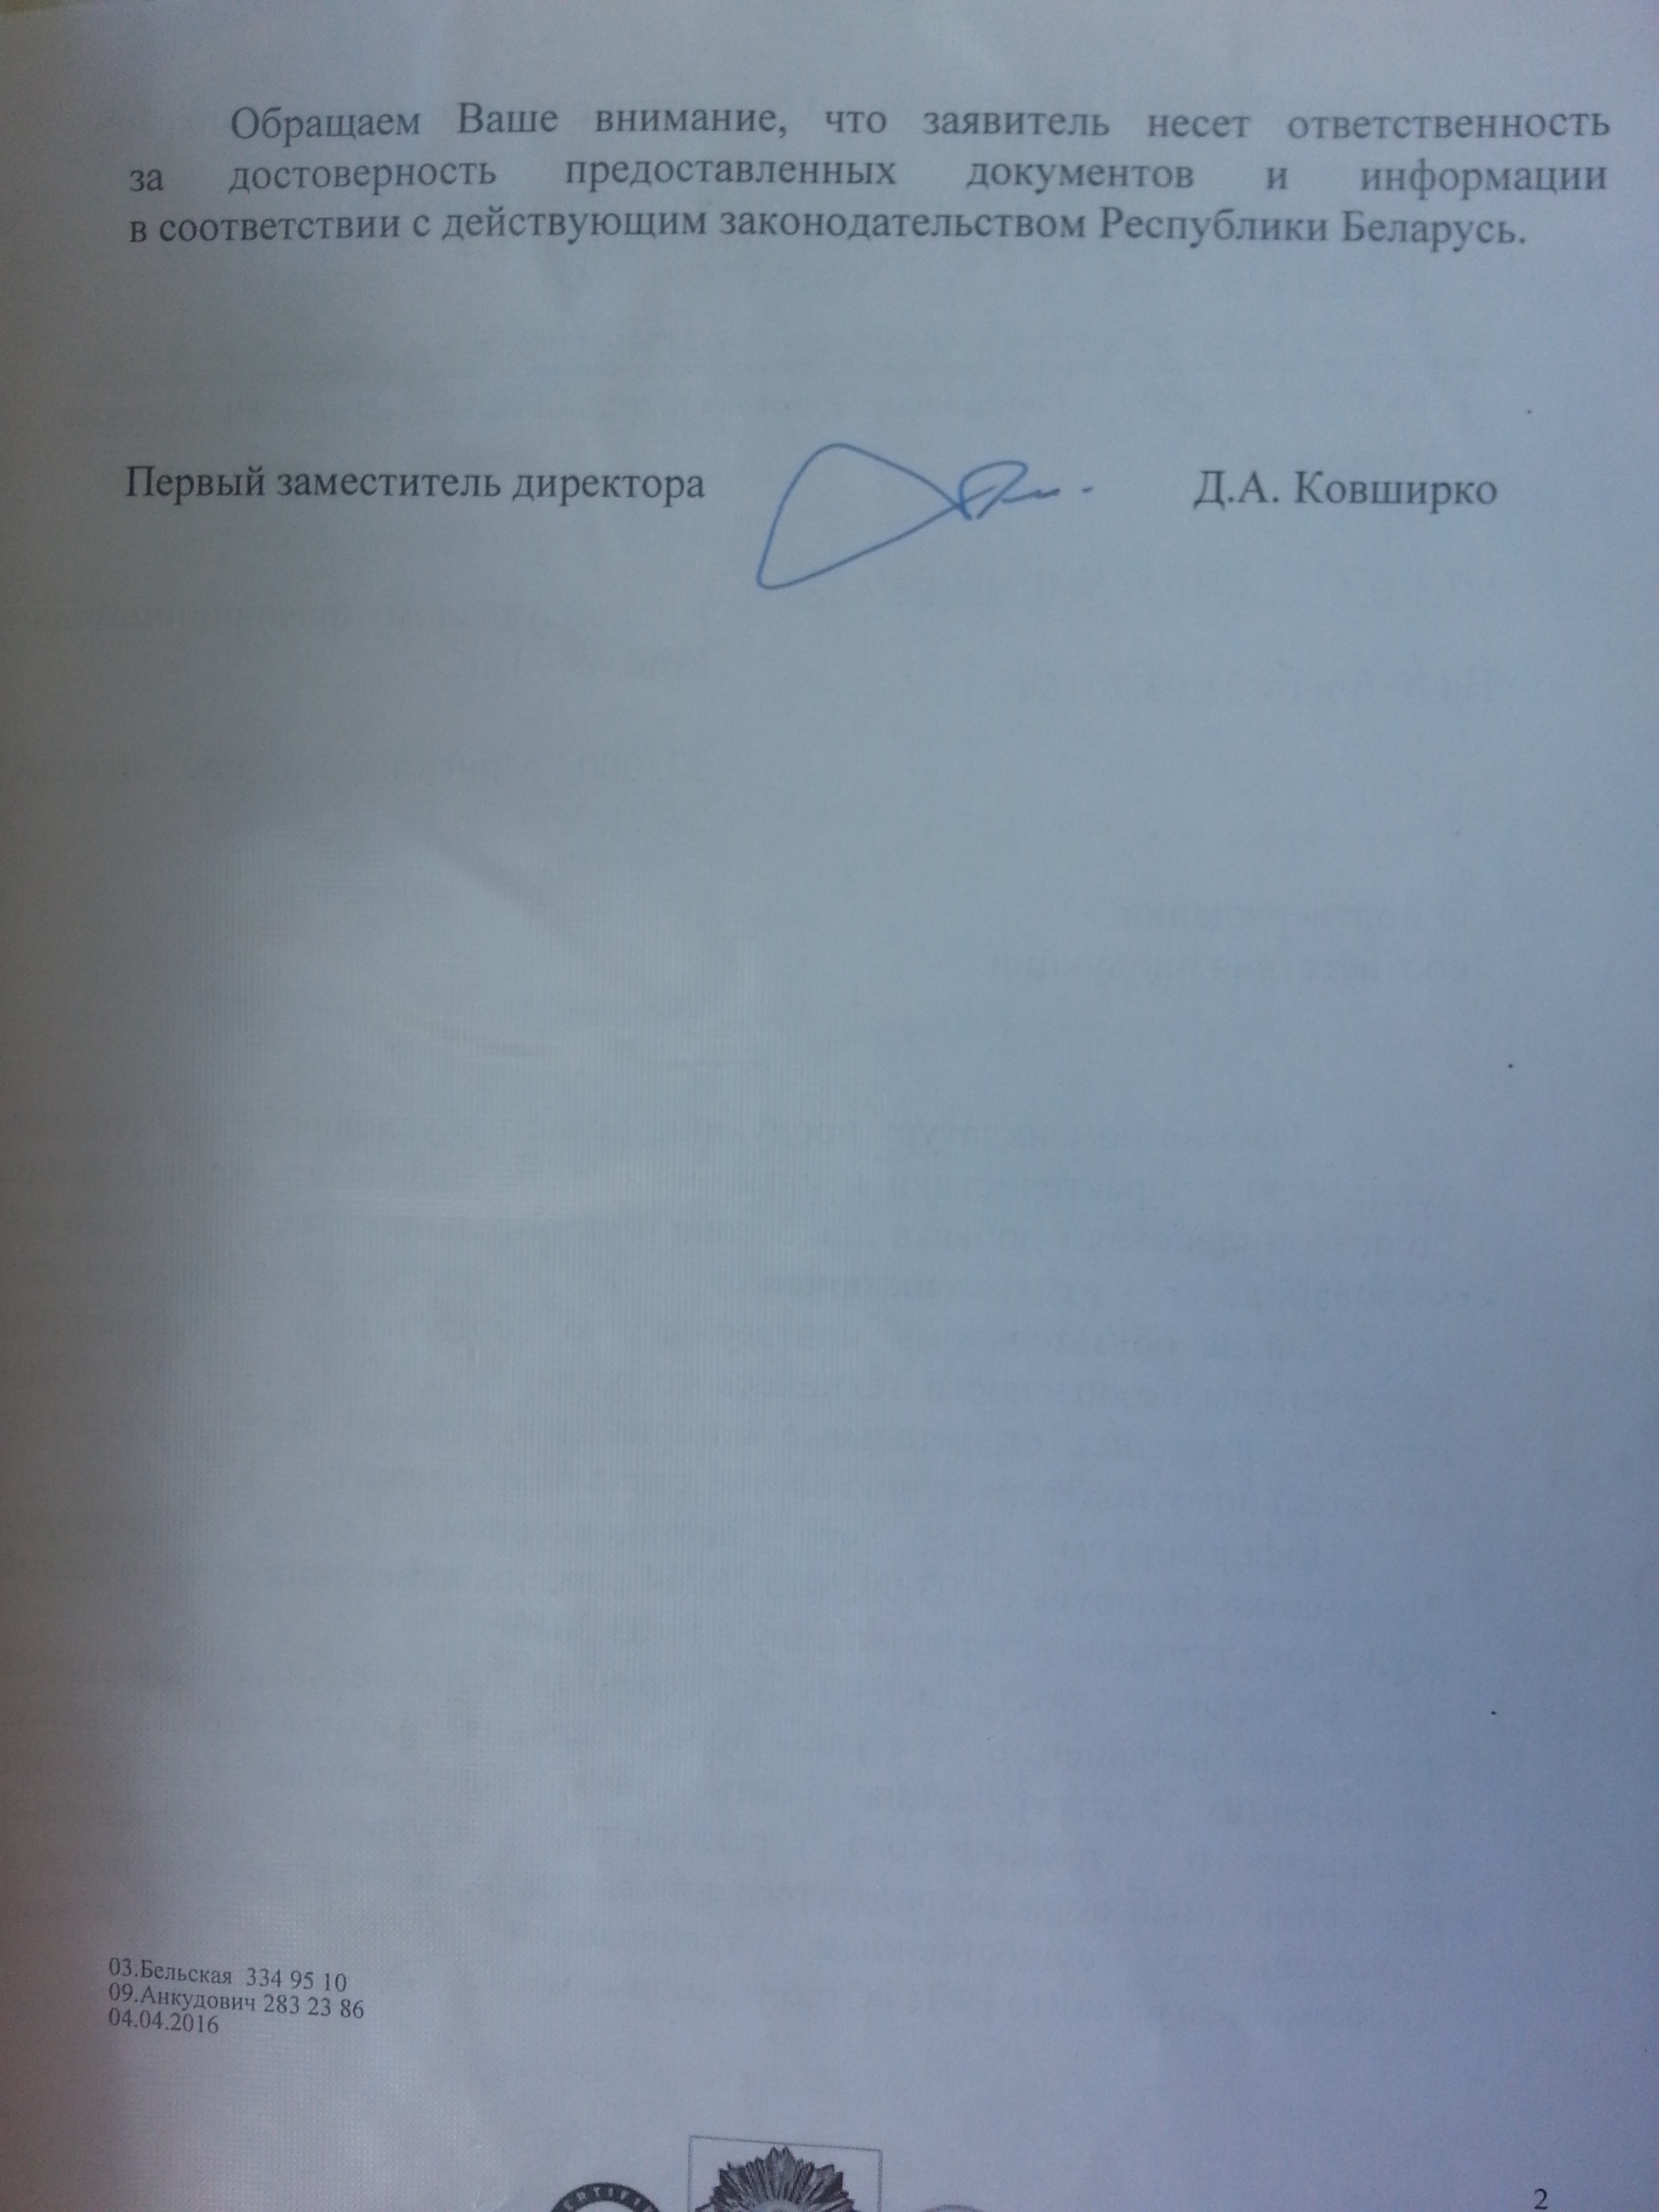 Обращаем Ваше внимание, что заявитель несет ответственность
за достоверность предоставленных документов и информации
в соответствии с действующим законодательством Республики Беларусь.
Первый заместитель директора Д.А. Ковширко
03.Бельская 334 95 10
09.Анкудович 283 23 86
04.04.2016
2